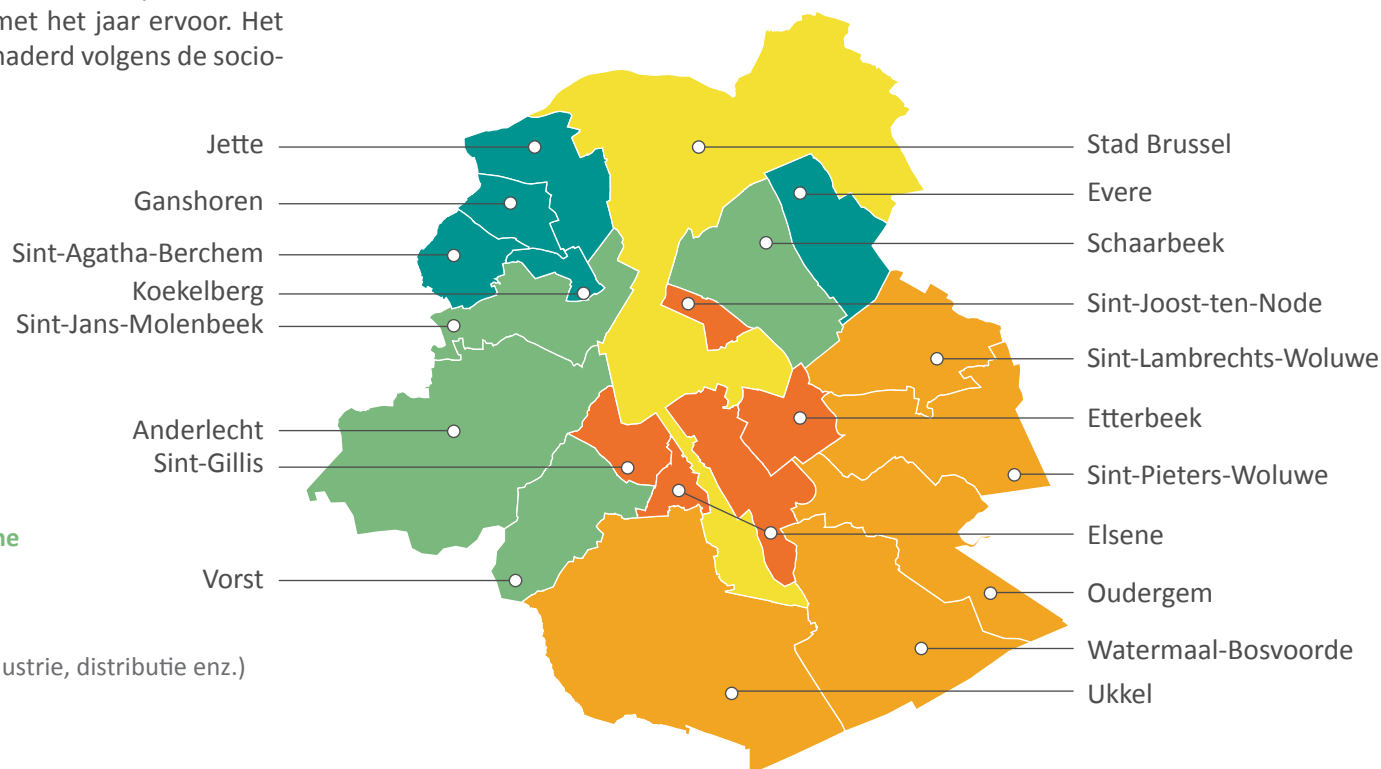 met het jaar ervoor. Het
volgens de socio-
Jette
Ganshoren
Sint-Agatha-Berchem
Koekelberg
Sint-Jans-Molenbeek
Anderlecht
Sint-Gillis
Vorst
distributie enz.)
Stad Brussel
Evere
Schaarbeek
Sint-Joost-ten-Node
Sint-Lambrechts-Woluwe
Etterbeek
Sint-Pieters-Woluwe
Elsene
Oudergem
Watermaal-Bosvoorde
Ukkel